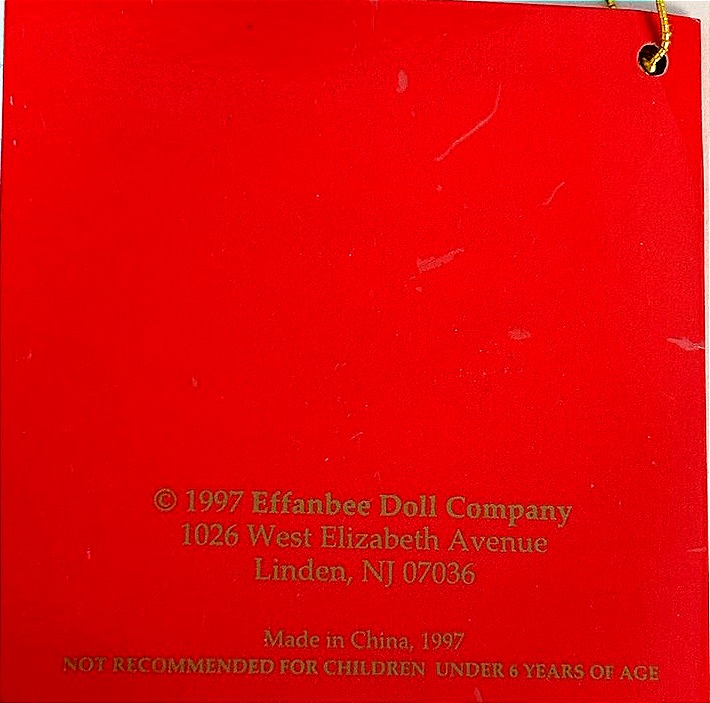 © 1997 Effanbee Doll Company
1026 West Elizabeth Avenue
Linden, NJ 07036
Made in China, 1997
NOT RECOMMENDED FOR CHILDREN UNDER 6 YEARS OF AGE